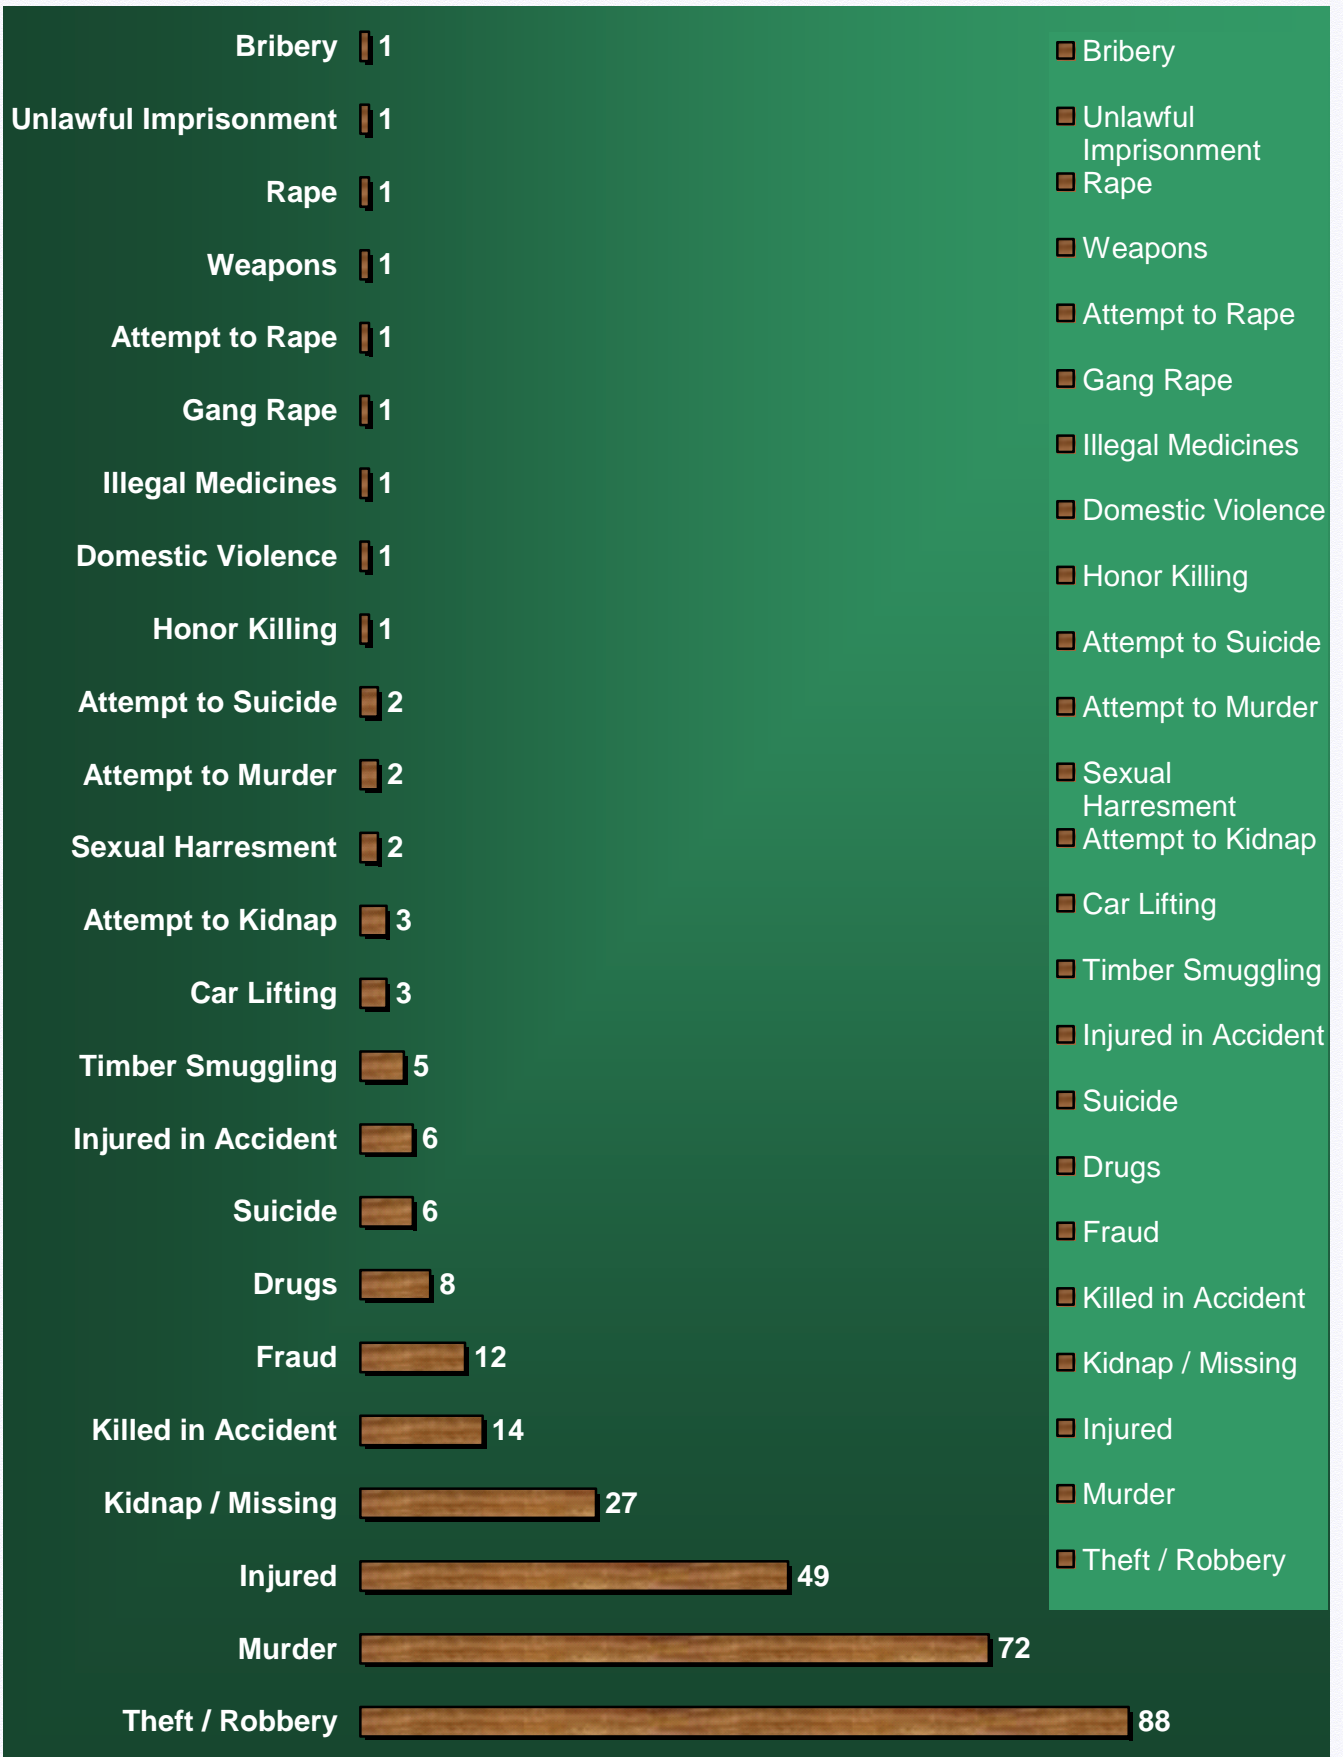 Bribery 1
Unlawful Imprisonment 1
Rape 1
Weapons 1
Attempt to Rape 1
Gang Rape 1
Illegal Medicines 1
Domestic Violence 1
Honor Killing 1
Attempt to Suicide 2
Attempt to Murder 2
Sexual Harresment 2
Attempt to Kidnap 3
Car Lifting 3
Timber Smuggling 5
Injured in Accident 6
Suicide 6
Drugs 8
Fraud 12
Killed in Accident 14
Kidnap / Missing 27
Injured 49
Murder 72
Theft / Robbery 88
Bribery
Unlawful
Imprisonment
Rape
Weapons
Attempt to Rape
Gang Rape
Illegal Medicines
Domestic Violence
Honor Killing
Attempt to Suicide
Attempt to Murder
Sexual
Harresment
Attempt to Kidnap
Car Lifting
Timber Smuggling
Injured in Accident
Suicide
Drugs
Fraud
Killed in Accident
Kidnap / Missing
Injured
Murder
Theft / Robbery